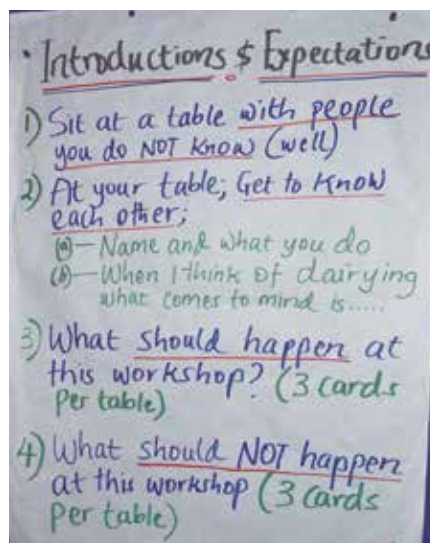 • Introductions $ Expectations
1) Sit at a table with people
you do NOT know (well)
2) At your table; Get to know
each other;
(a) - Name and what you do
(b) - When I think of dairying
what comes to mind is.....
3) What should happen at
this workshop? (3 cards
per table)
4) What should NOT happen
at this workshop (3 cards
per table)